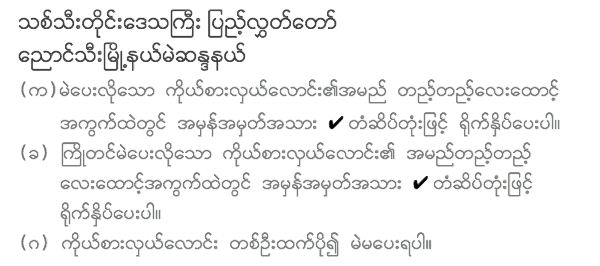 သစ်သီးတိုင်းဒေသကြီး ပြည့်လွှတ်တော်
ညောင်သီးမြို့နယ်မဲဆန္ဒနယ်
(က) မဲပေးလိုသော ကိုယ်စားလှယ်လောင်း၏အမည် တည့်တည့်လေးထောင့်
အကွက်ထဲတွင် အမှန်အမှတ်အသား ✔ တံဆိပ်တုံးဖြင့် ရိုက်နှိပ်ပေးပါ။
(ခ) ကြိုတင်မဲပေးလိုသော ကိုယ်စားလှယ်လောင်း၏ အမည်တည့်တည့်
လေးထောင့်အကွက်ထဲတွင် အမှန်အမှတ်အသား ✔ တံဆိပ်တုံးဖြင့်
ရိုက်နှိပ်ပေးပါ။
(ဂ) ကိုယ်စားလှယ်လောင်း တစ်ဦးထက်ပို၍ မဲမပေးရပါ။